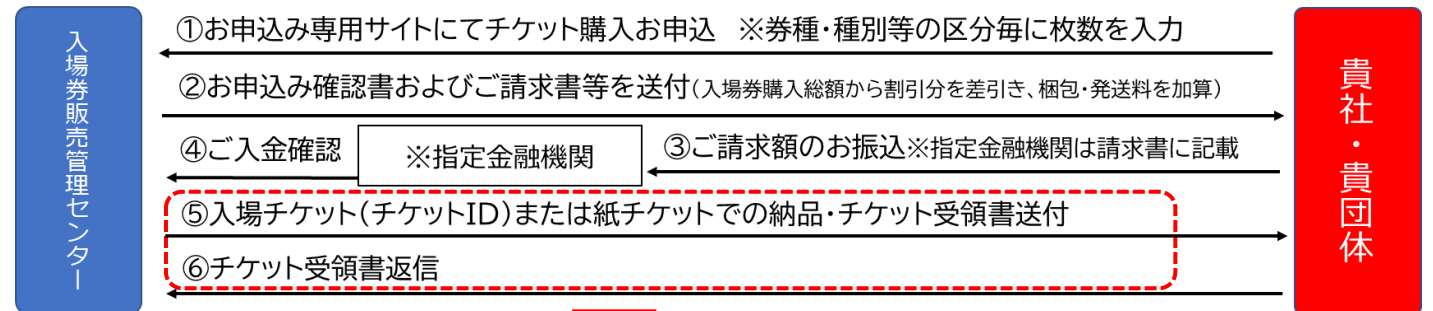 入場券販売管理センター
①お申込み専用サイトにてチケット購入お申込 ※券種・種別等の区分毎に枚数を入力
②お申込み確認書およびご請求書等を送付(入場券購入総額から割引分を差引き、梱包・発送料を加算)
④ご入金確認
※指定金融機関
③ご請求額のお振込※指定金融機関は請求書に記載
⑤入場チケット(チケットID)または紙チケットでの納品・チケット受領書送付
⑥チケット受領書返信
貴社・貴団体